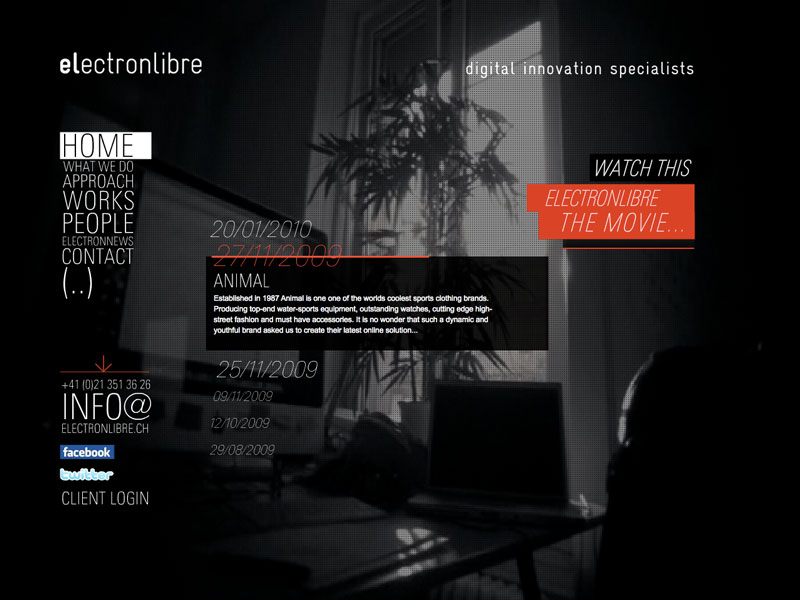 electronlibre
digital innovation specialists
HOME
WHAT WE DO
APPROACH
WORKS
PEOPLE
ELECTRONNEWS
CONTACT
(..)
WATCH THIS
ELECTRONLIBRE
THE MOVIE...
20/01/2010
27/11/2009
ANIMAL
Established in 1987 Animal is one one of the worlds coolest sports clothing brands.
Producing top-end water-sports equipment, outstanding watches, cutting edge high-
street fashion and must have accessories. It is no wonder that such a dynamic and
youthful brand asked us to create their latest online solution...
25/11/2009
09/11/2009
12/10/2009
29/08/2009
+41 (0)21 351 36 26
INFO@
ELECTRONLIBRE.CH
facebook
twitter
CLIENT LOGIN